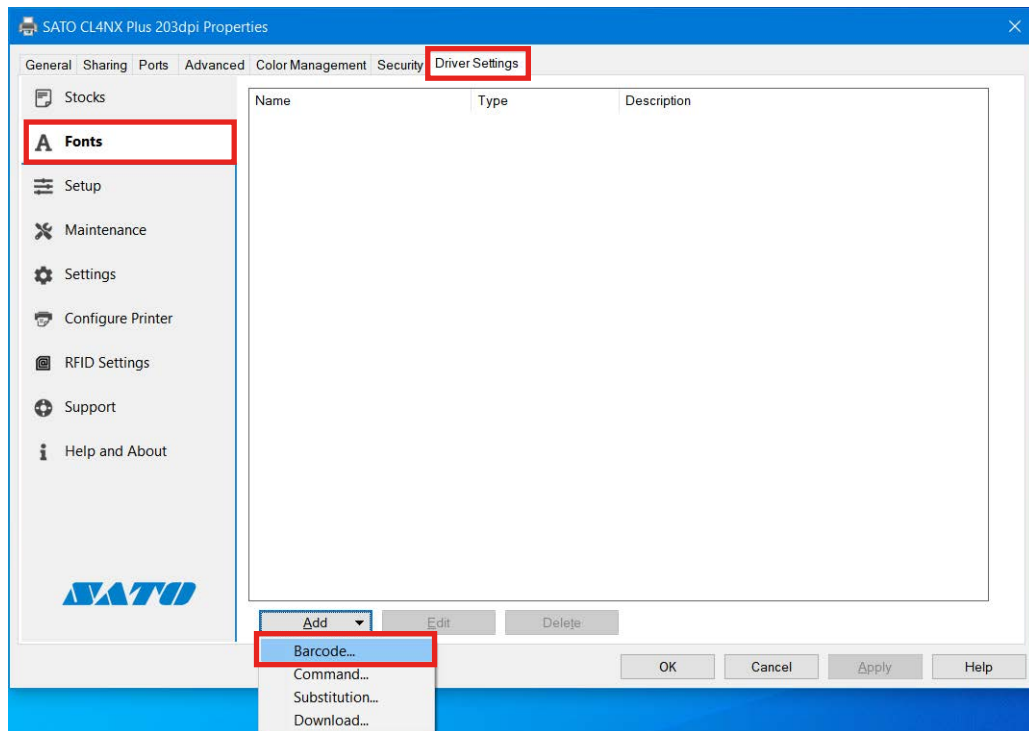 SATO CL4NX Plus 203dpi Properties
General Sharing Ports Advanced Color Management Security Driver Settings
Stocks
Name Type Description
Fonts
Setup
Maintenance
Settings
Configure Printer
RFID Settings
Support
Help and About
SATO
Add Edit Delete
Barcode...
OK Cancel Apply Help
Command...
Substitution...
Download...